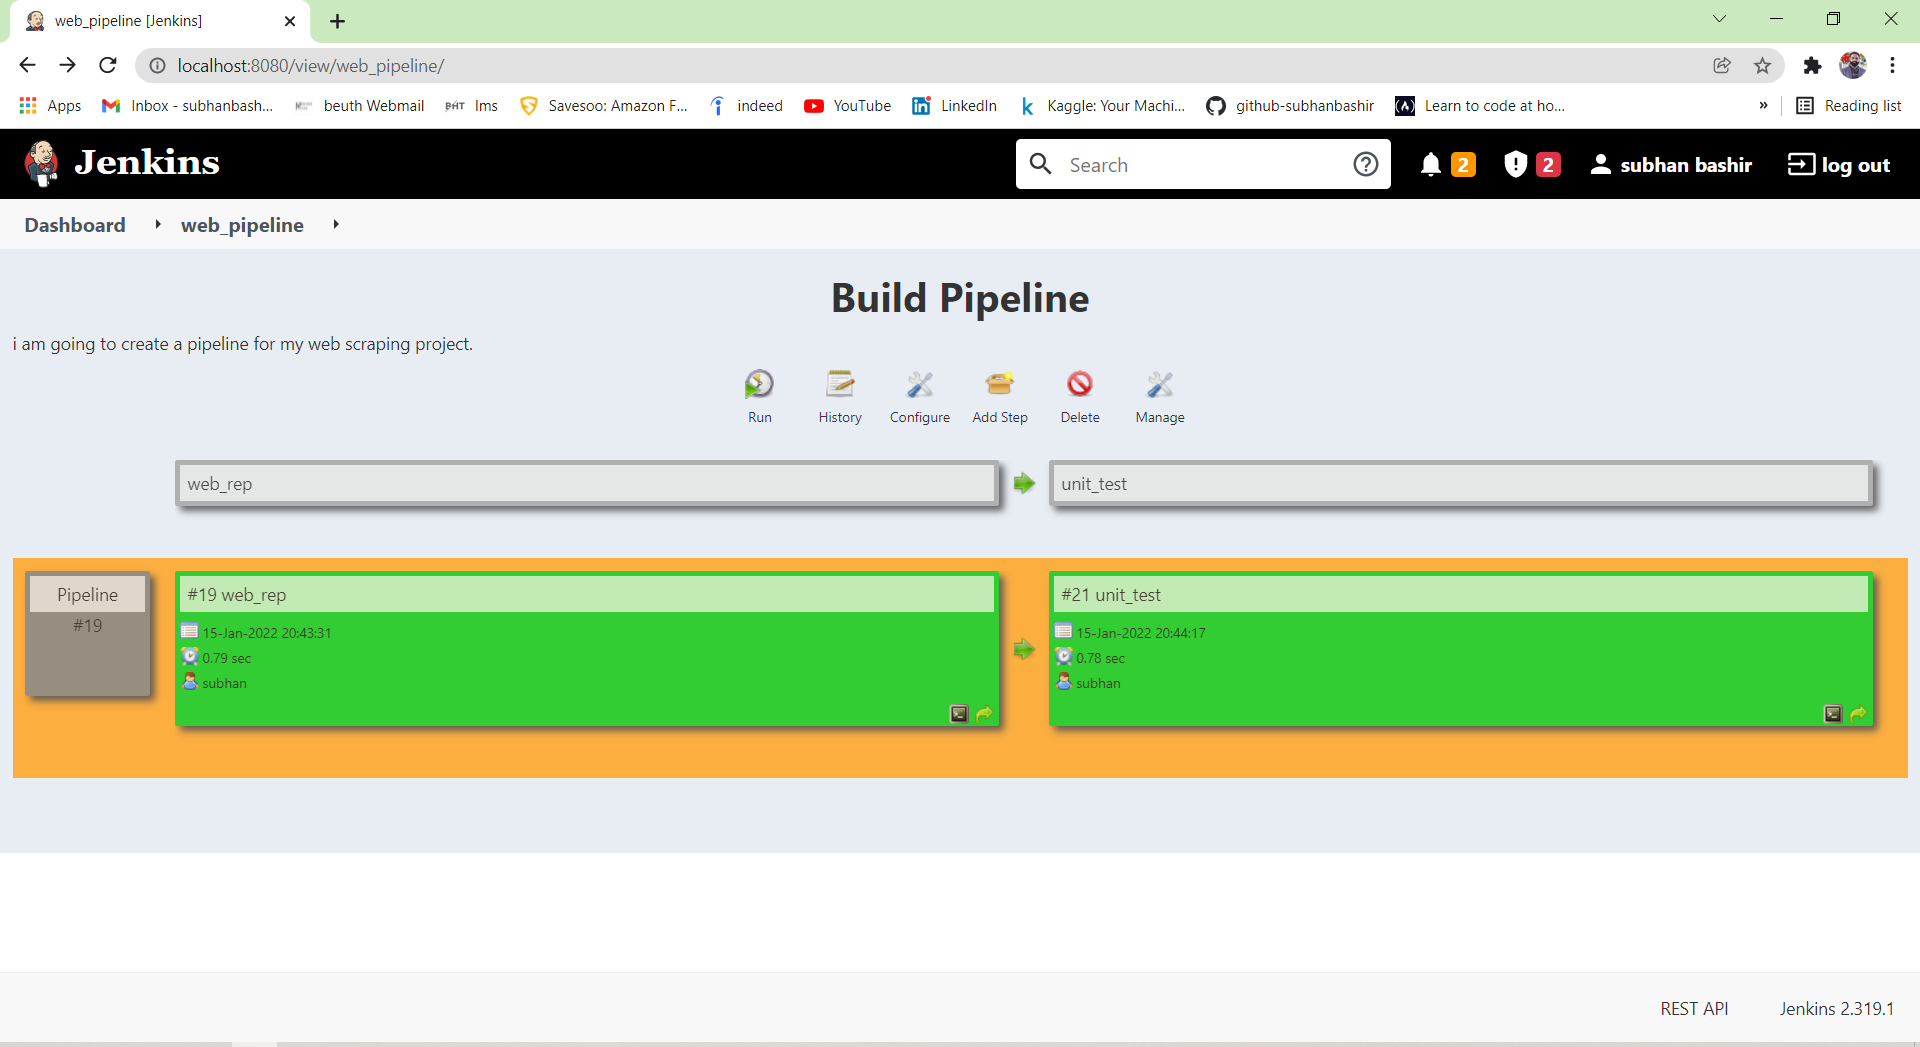 web_pipeline [Jenkins]
localhost:8080/view/web_pipeline/
Apps Inbox - subhanbash... beuth Webmail lms Savesoo: Amazon F... indeed YouTube LinkedIn Kaggle: Your Machi... github-subhanbashir Learn to code at ho... » Reading list
Jenkins Search 2 2 subhan bashir log out
Dashboard web_pipeline
Build Pipeline
i am going to create a pipeline for my web scraping project.
Run History Configure Add Step Delete Manage
web_rep unit_test
Pipeline #19 web_rep #21 unit_test
#19
15-Jan-2022 20:43:31 15-Jan-2022 20:44:17
0.79 sec 0.78 sec
subhan subhan
REST API Jenkins 2.319.1